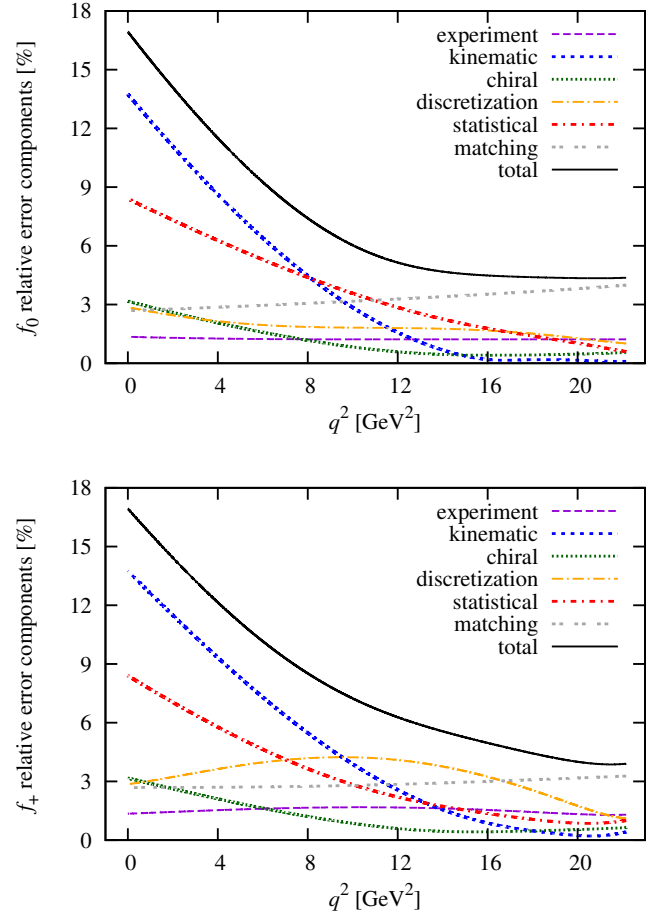 f0 relative error components [%]
18
15
12
9
6
3
0
experiment
kinematic
chiral
discretization
statistical
matching
total
0 4 8 12 16 20
q² [GeV²]
f+ relative error components [%]
18
15
12
9
6
3
0
experiment
kinematic
chiral
discretization
statistical
matching
total
0 4 8 12 16 20
q² [GeV²]